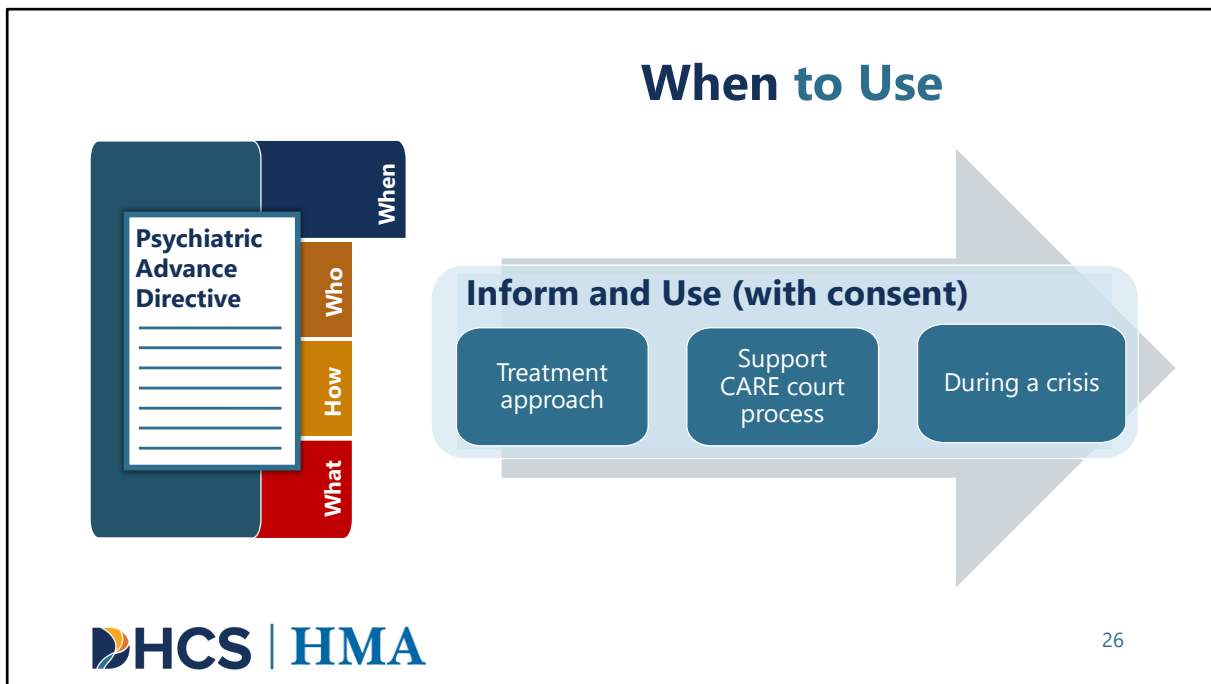 When to Use
Psychiatric
Advance
Directive
When
Who
How
What
Inform and Use (with consent)
Treatment
approach
Support
CARE court
process
During a crisis
DHCS | HMA
26